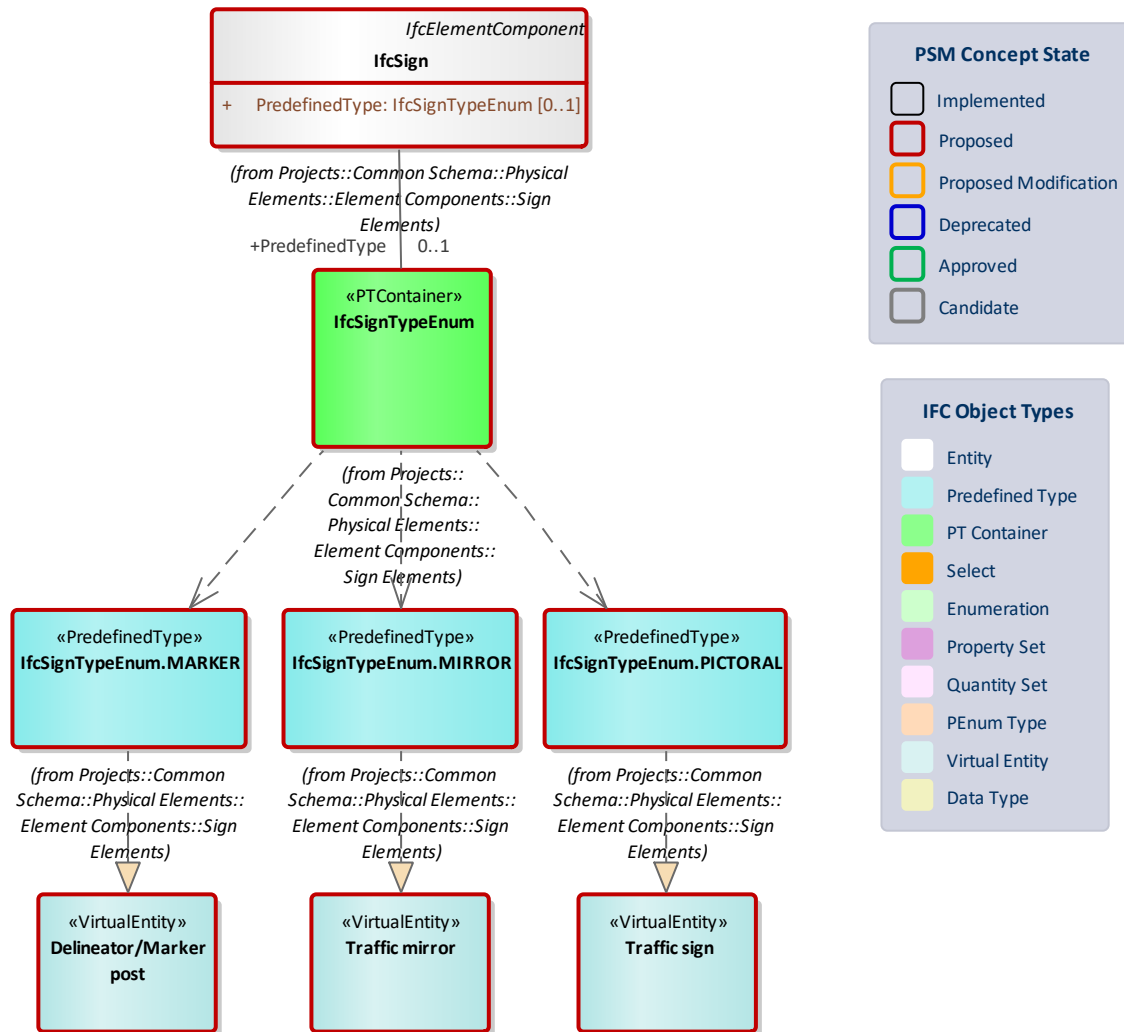 IfcElementComponent
IfcSign
+ PredefinedType: IfcSignTypeEnum [0..1]
(from Projects::Common Schema::Physical
Elements::Element Components::Sign
Elements)
+PredefinedType 0..1
«PTContainer»
IfcSignTypeEnum
(from Projects::
Common Schema::
Physical Elements::
Element Components::
Sign Elements)
«PredefinedType»
IfcSignTypeEnum.MARKER
«PredefinedType»
IfcSignTypeEnum.MIRROR
«PredefinedType»
IfcSignTypeEnum.PICTORAL
(from Projects::Common
Schema::Physical Elements::
Element Components::Sign
Elements)
(from Projects::Common
Schema::Physical Elements::
Element Components::Sign
Elements)
(from Projects::Common
Schema::Physical Elements::
Element Components::Sign
Elements)
«VirtualEntity»
Delineator/Marker
post
«VirtualEntity»
Traffic mirror
«VirtualEntity»
Traffic sign
PSM Concept State
Implemented
Proposed
Proposed Modification
Deprecated
Approved
Candidate
IFC Object Types
Entity
Predefined Type
PT Container
Select
Enumeration
Property Set
Quantity Set
PEnum Type
Virtual Entity
Data Type